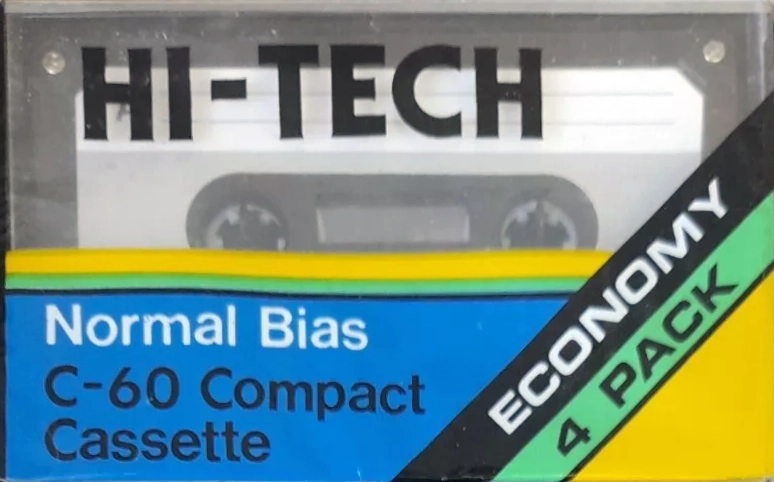 HI-TECH
Normal Bias
C-60 Compact
Cassette
ECONOMY
4 PACK